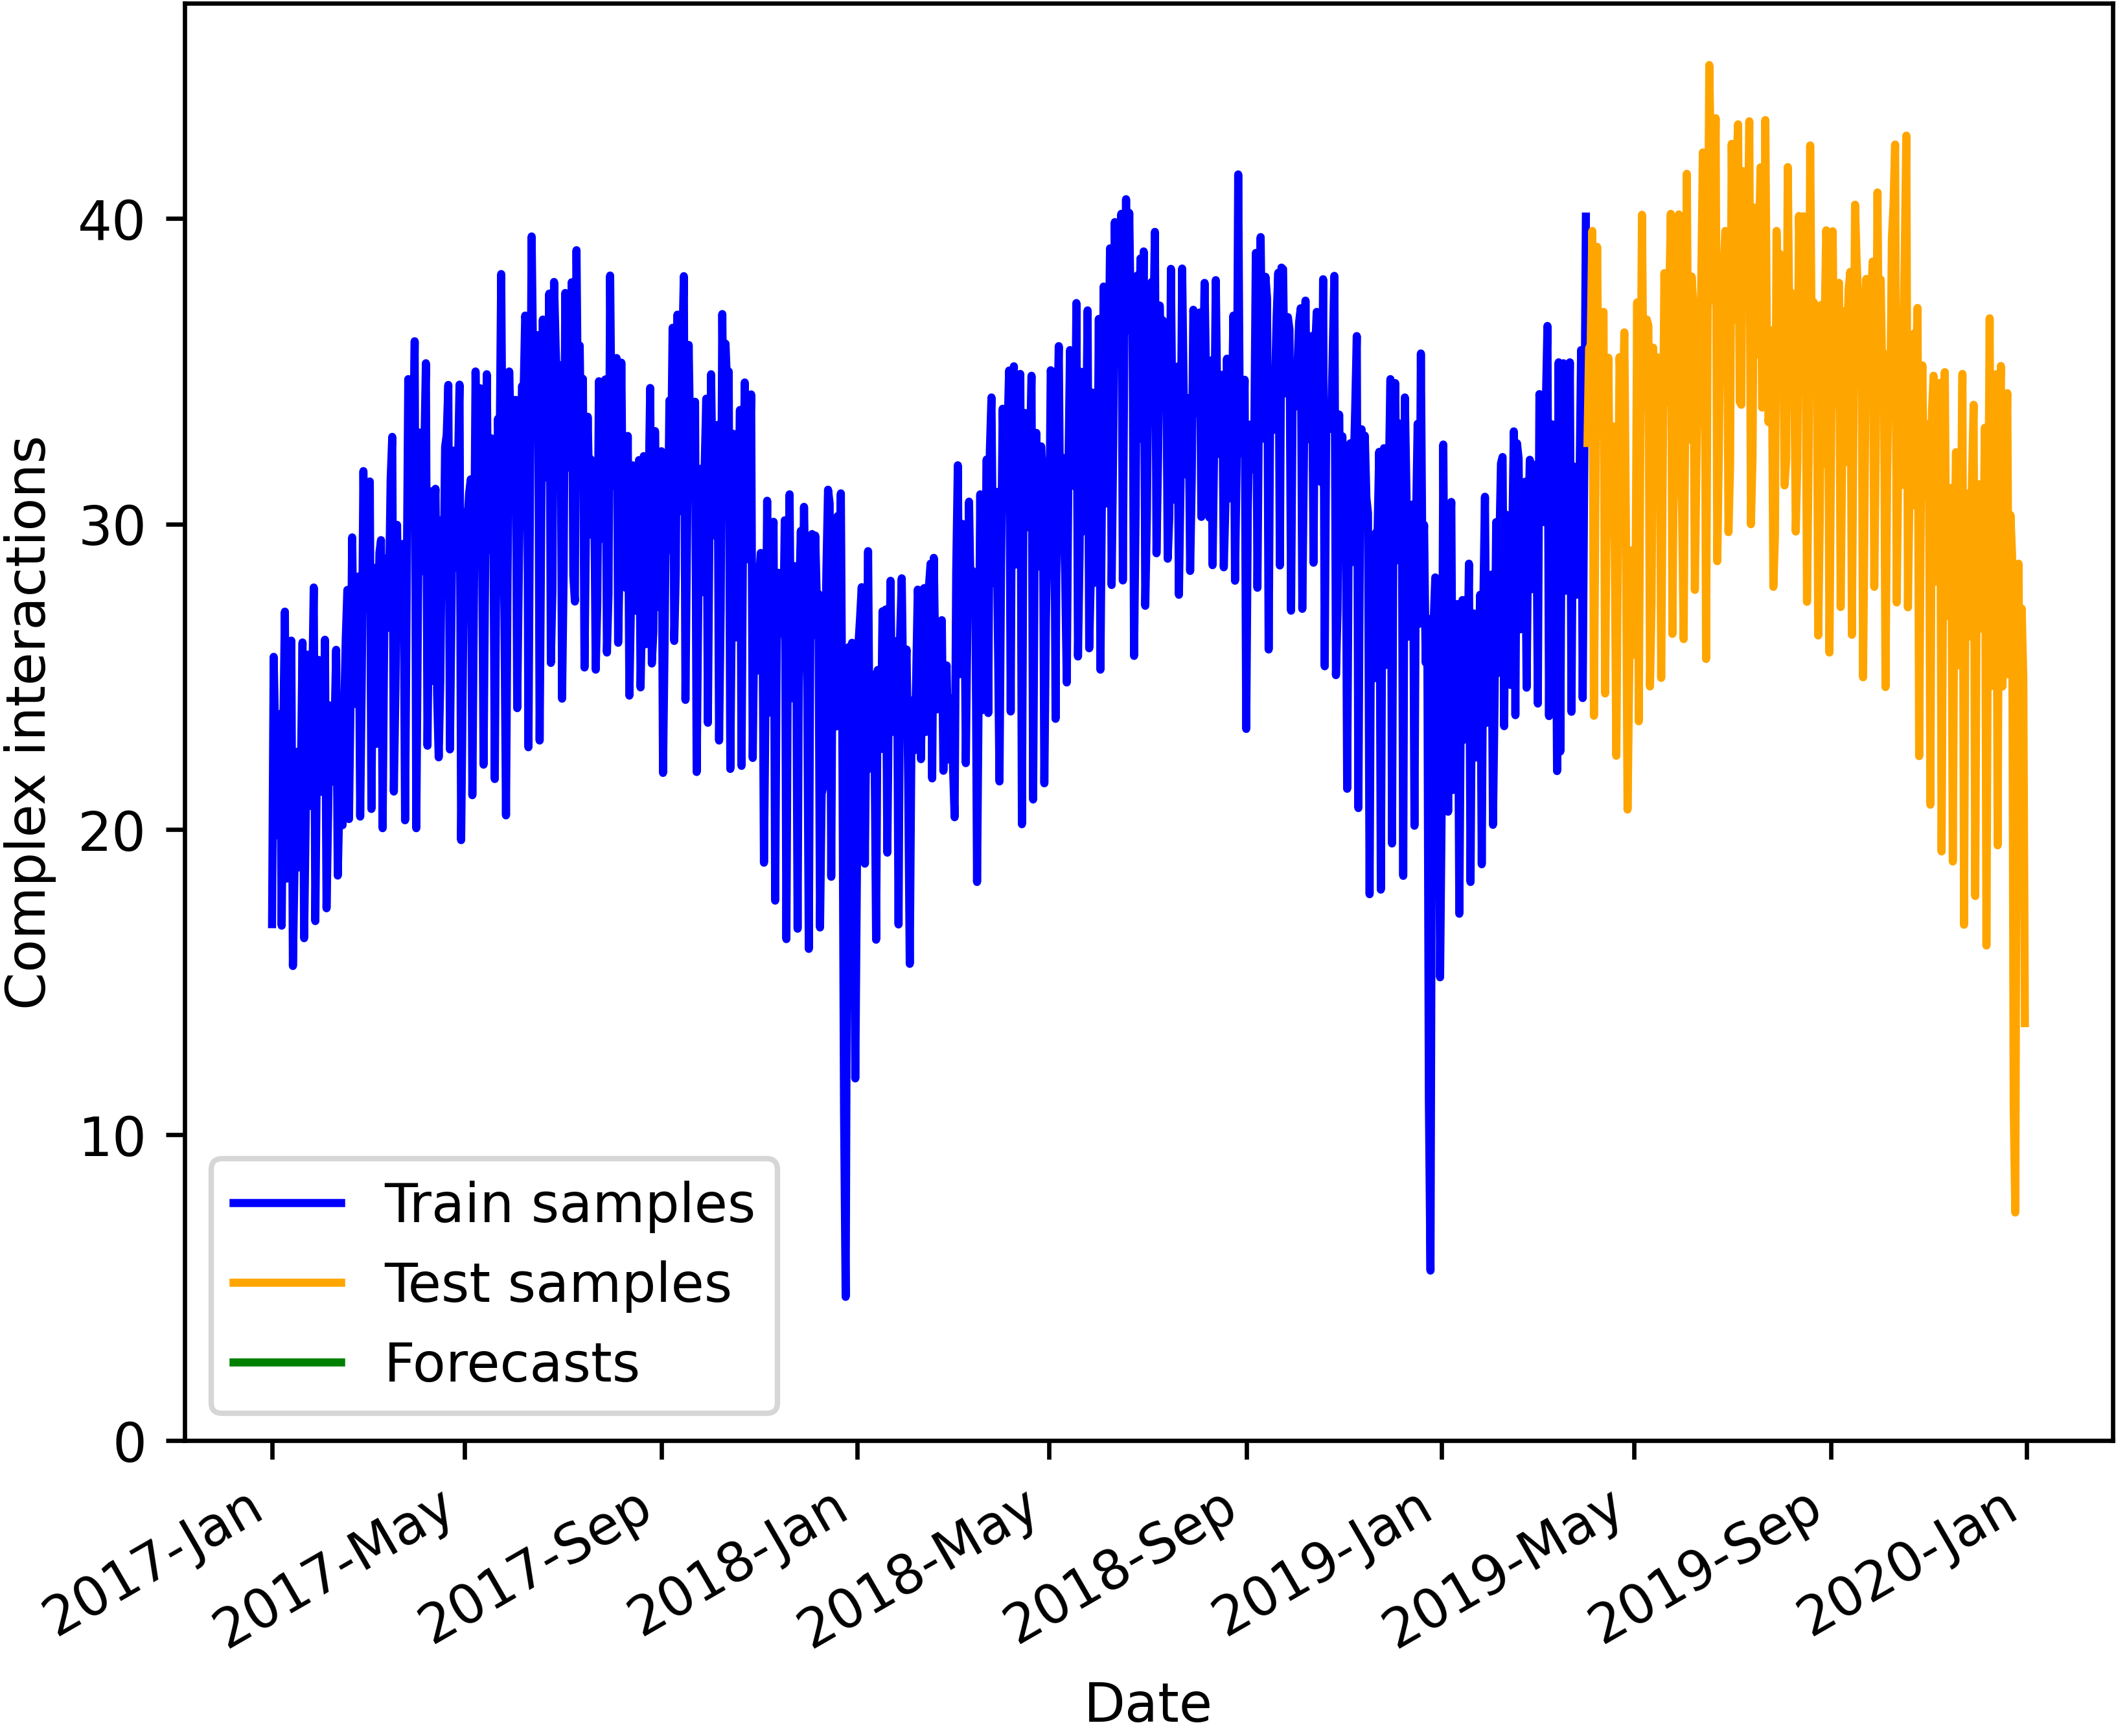 Complex interactions
40
30
20
10
0
Train samples
Test samples
Forecasts
2017-Jan
2017-May
2017-Sep
2018-Jan
2018-May
2018-Sep
2019-Jan
2019-May
2019-Sep
2020-Jan
Date